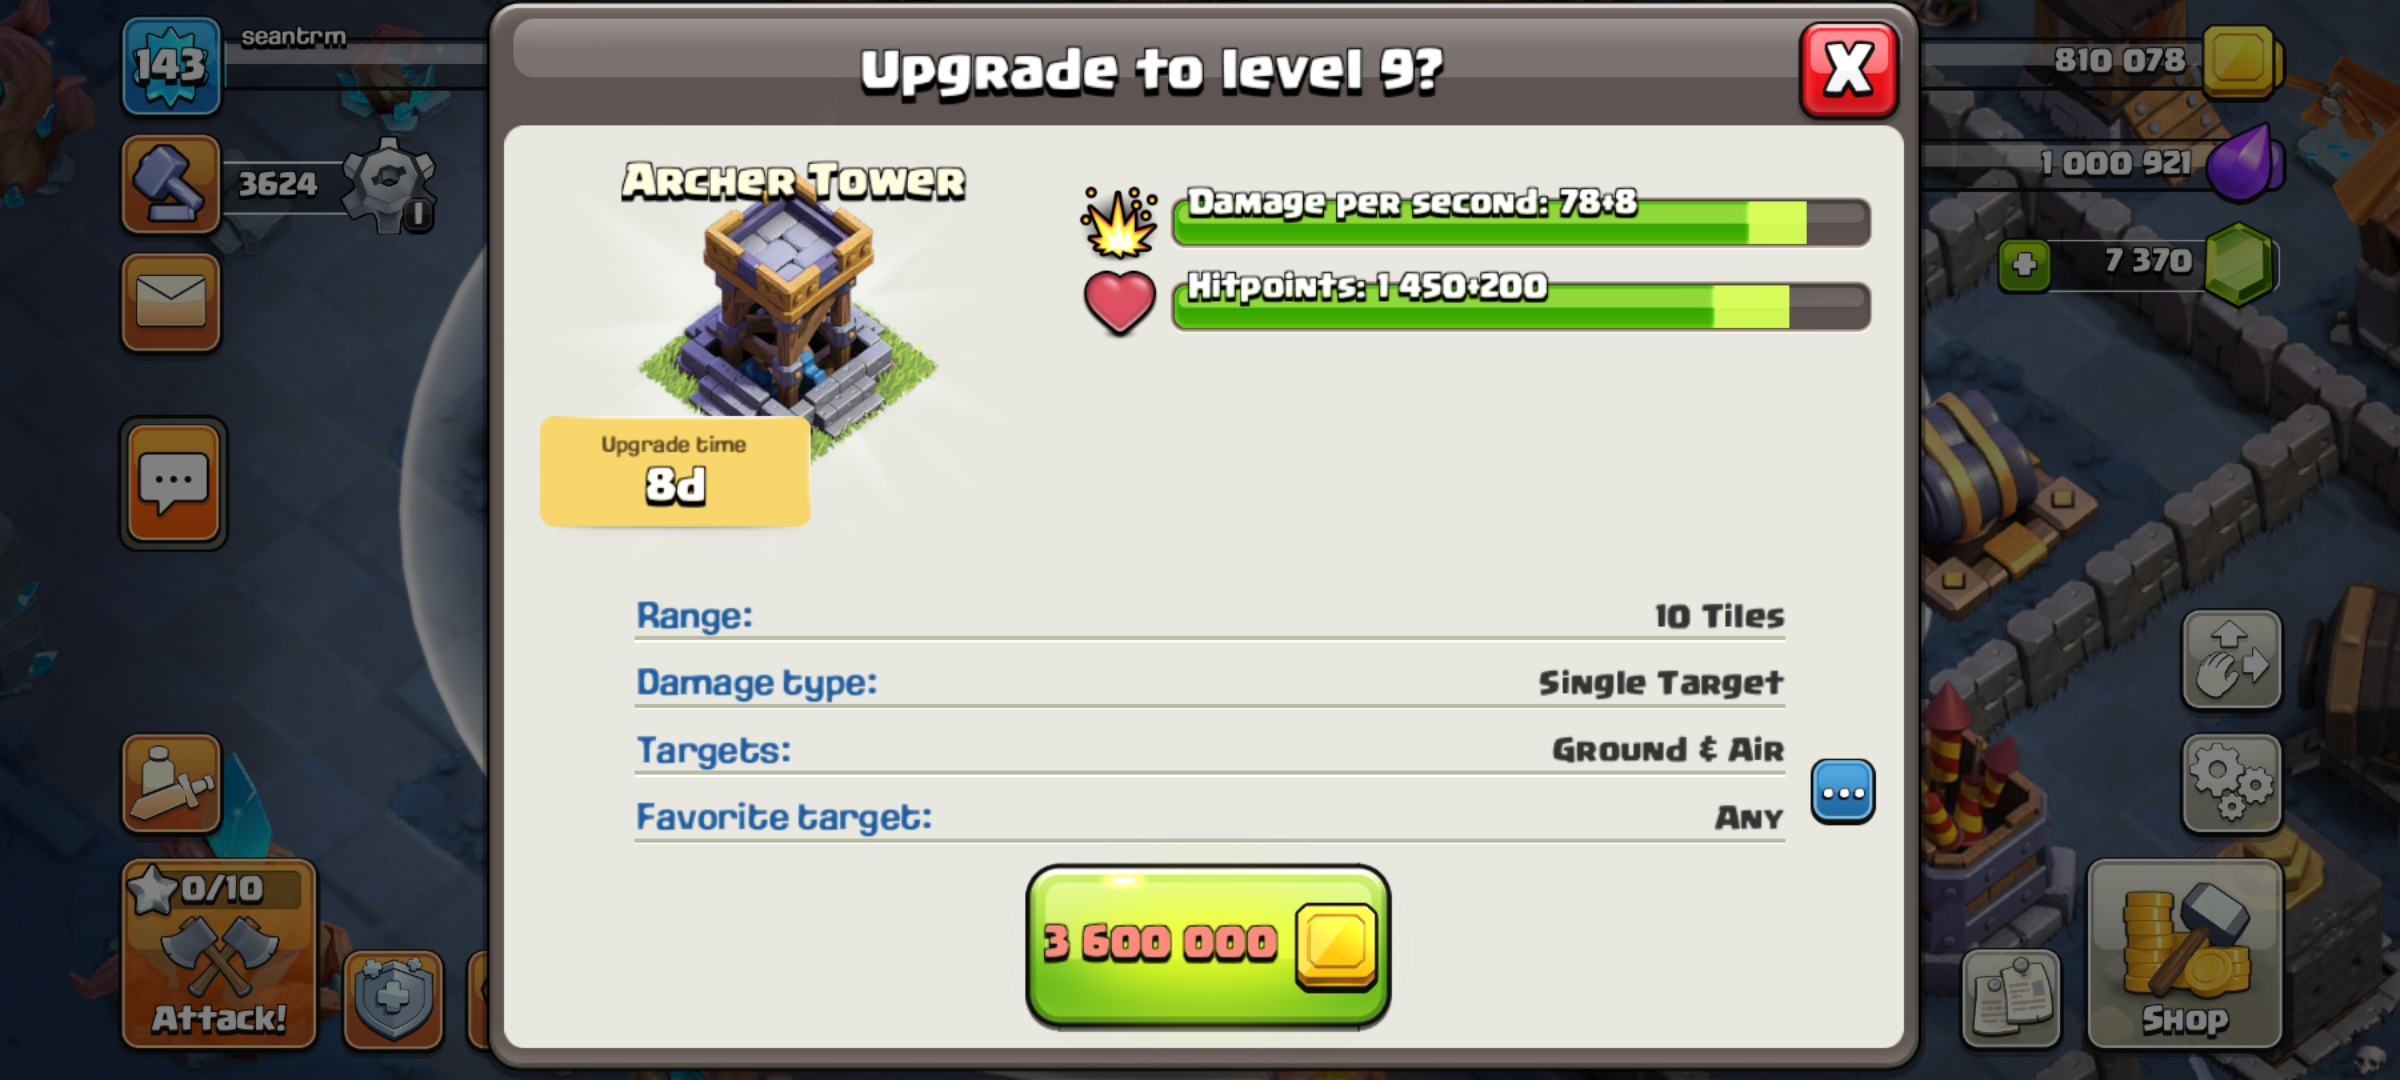 143
seantrm
3624
Upgrade to level 9?
X
810 078
1 000 921
7 370
Archer Tower
Damage per second: 78+8
Hitpoints: 1 450+200
Upgrade time
8d
Range: 10 Tiles
Damage type: Single Target
Targets: Ground & Air
Favorite target: Any
3 600 000
0/10
Attack!
Shop